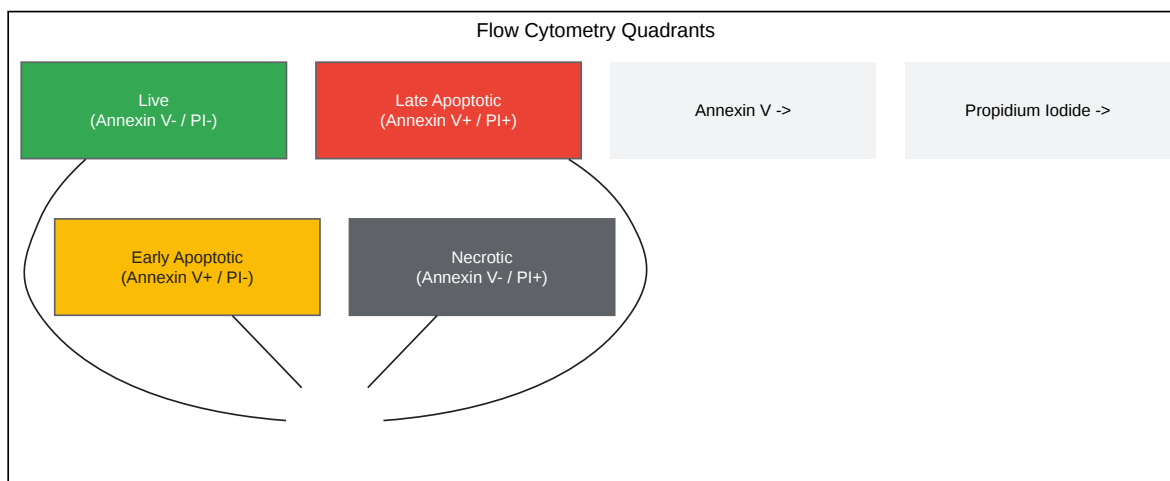 Flow Cytometry Quadrants
Live
(Annexin V- / PI-)
Late Apoptotic
(Annexin V+ / PI+)
Annexin V ->
Propidium Iodide ->
Early Apoptotic
(Annexin V+ / PI-)
Necrotic
(Annexin V- / PI+)